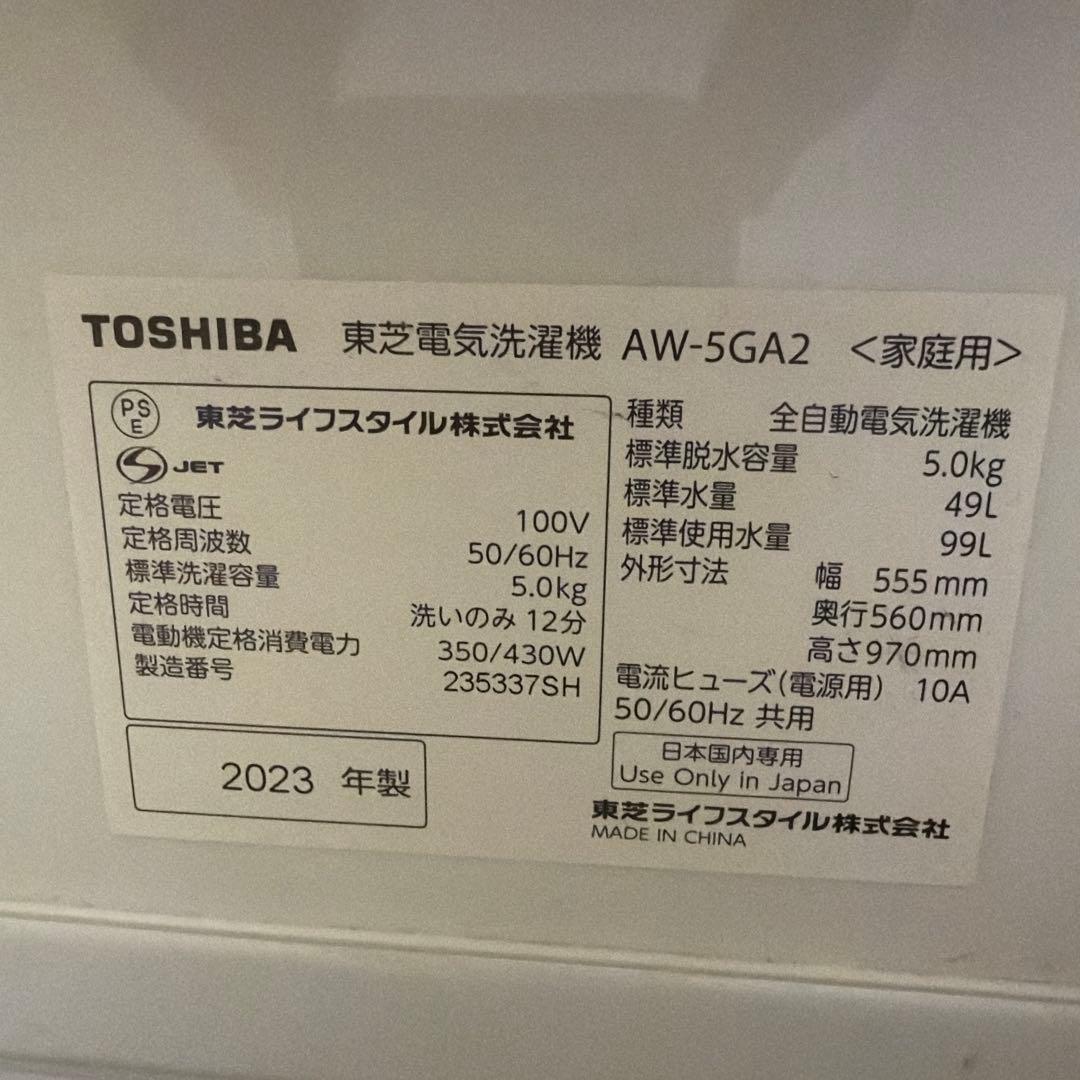 TOSHIBA 東芝電気洗濯機 AW-5GA2 <家庭用>
PSE 東芝ライフスタイル株式会社
S JET
定格電圧 100V
定格周波数 50/60Hz
標準洗濯容量 5.0kg
定格時間 洗いのみ 12分
電動機定格消費電力 350/430W
製造番号 235337SH
2023 年製
種類 全自動電気洗濯機
標準脱水容量 5.0kg
標準水量 49L
標準使用水量 99L
外形寸法 幅 555mm
奥行560mm
高さ970mm
電流ヒューズ(電源用) 10A
50/60Hz 共用
日本国内専用
Use Only in Japan
東芝ライフスタイル株式会社
MADE IN CHINA